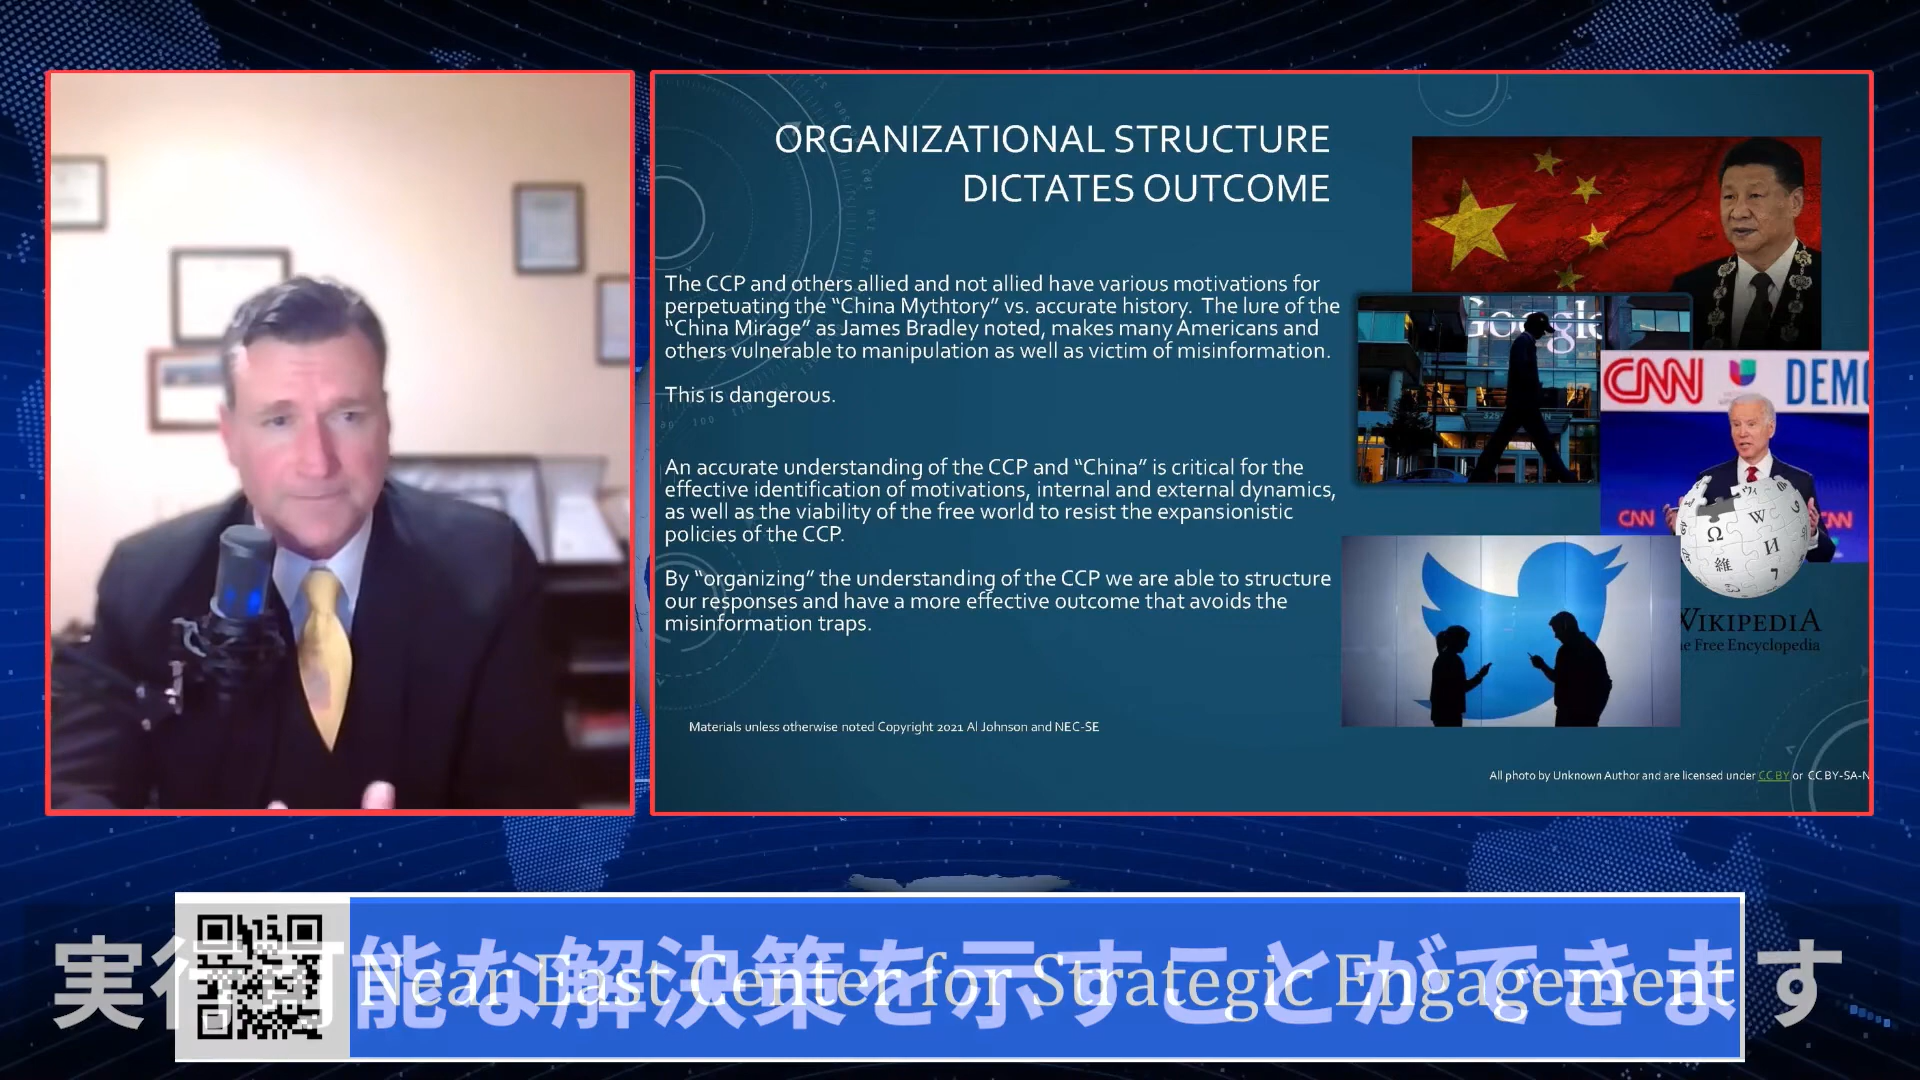 ORGANIZATIONAL STRUCTURE
DICTATES OUTCOME
The CCP and others allied and not allied have various motivations for
perpetuating the “China Mythtory” vs. accurate history. The lure of the
“China Mirage” as James Bradley noted, makes many Americans and
others vulnerable to manipulation as well as victim of misinformation.
This is dangerous.
An accurate understanding of the CCP and “China” is critical for the
effective identification of motivations, internal and external dynamics,
as well as the viability of the free world to resist the expansionistic
policies of the CCP.
By “organizing” the understanding of the CCP we are able to structure
our responses and have a more effective outcome that avoids the
misinformation traps.
Materials unless otherwise noted Copyright 2021 Al Johnson and NEC-SE
Google
CNN
DEMO
CNN
CNN
Ω W И
維 7
WIKIPEDIA
The Free Encyclopedia
All photo by Unknown Author and are licensed under CC BY or CC BY-SA-N
Near East Center for Strategic Engagement
実行可能な解決策を示すことができます